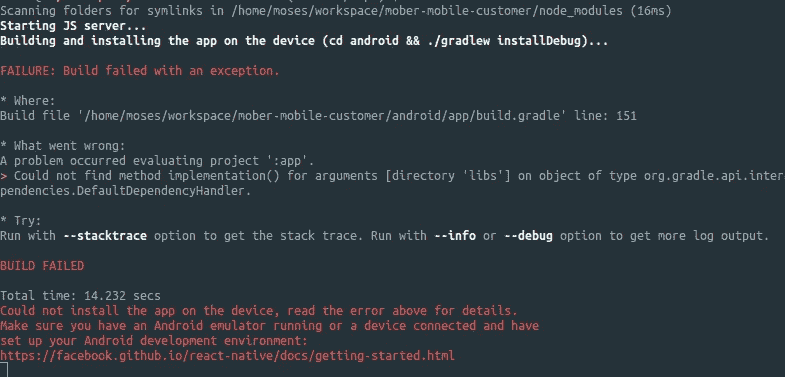 Scanning folders for symlinks in /home/moses/workspace/mober-mobile-customer/node_modules (16ms)
Starting JS server...
Building and installing the app on the device (cd android && ./gradlew installDebug)...
FAILURE: Build failed with an exception.
* Where:
Build file '/home/moses/workspace/mober-mobile-customer/android/app/build.gradle' line: 151
* What went wrong:
A problem occurred evaluating project ':app'.
> Could not find method implementation() for arguments [directory 'libs'] on object of type org.gradle.api.inter
pendencies.DefaultDependencyHandler.
* Try:
Run with --stacktrace option to get the stack trace. Run with --info or --debug option to get more log output.
BUILD FAILED
Total time: 14.232 secs
Could not install the app on the device, read the error above for details.
Make sure you have an Android emulator running or a device connected and have
set up your Android development environment:
https://facebook.github.io/react-native/docs/getting-started.html